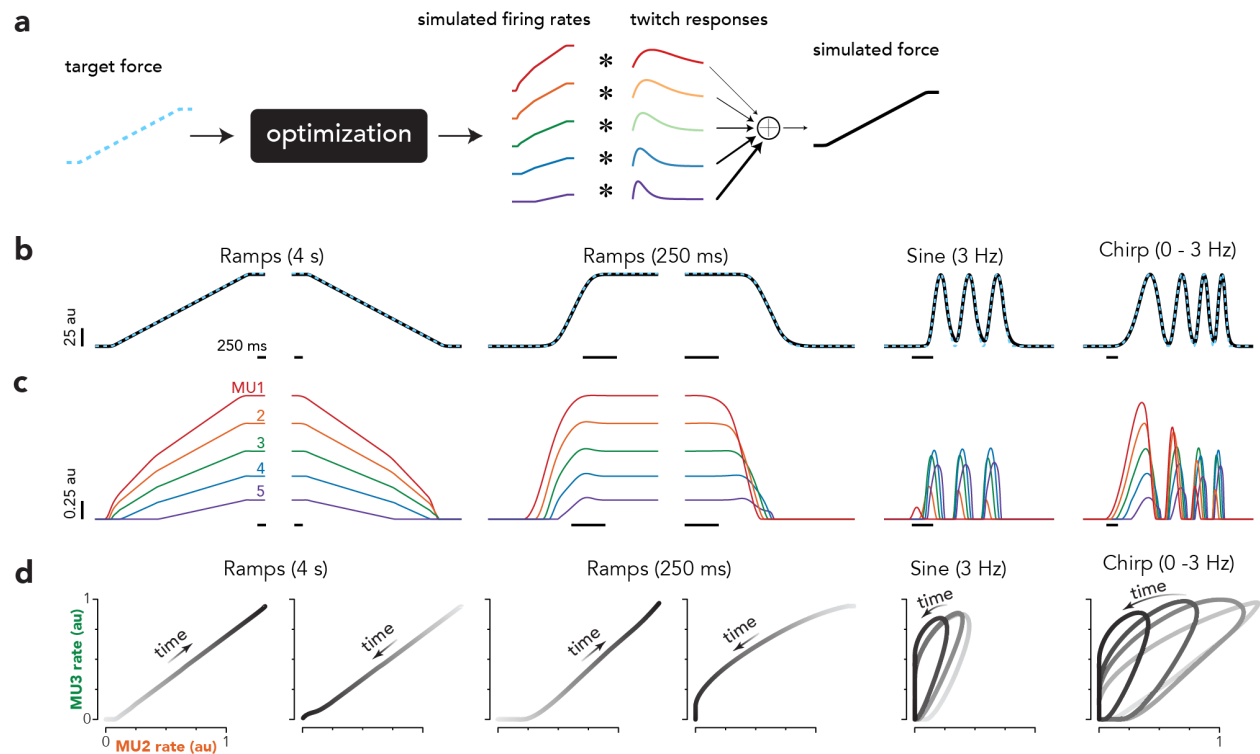 a
simulated firing rates
twitch responses
target force
simulated force
optimization
* 
*
*
*
*
b
Ramps (4 s)
Ramps (250 ms)
Sine (3 Hz)
Chirp (0 - 3 Hz)
25 au
250 ms
c
MU1
2
3
4
5
0.25 au
d
Ramps (4 s)
Ramps (250 ms)
Sine (3 Hz)
Chirp (0 -3 Hz)
MU3 rate (au)
1
0
time
time
time
time
time
time
0
MU2 rate (au)
1
1